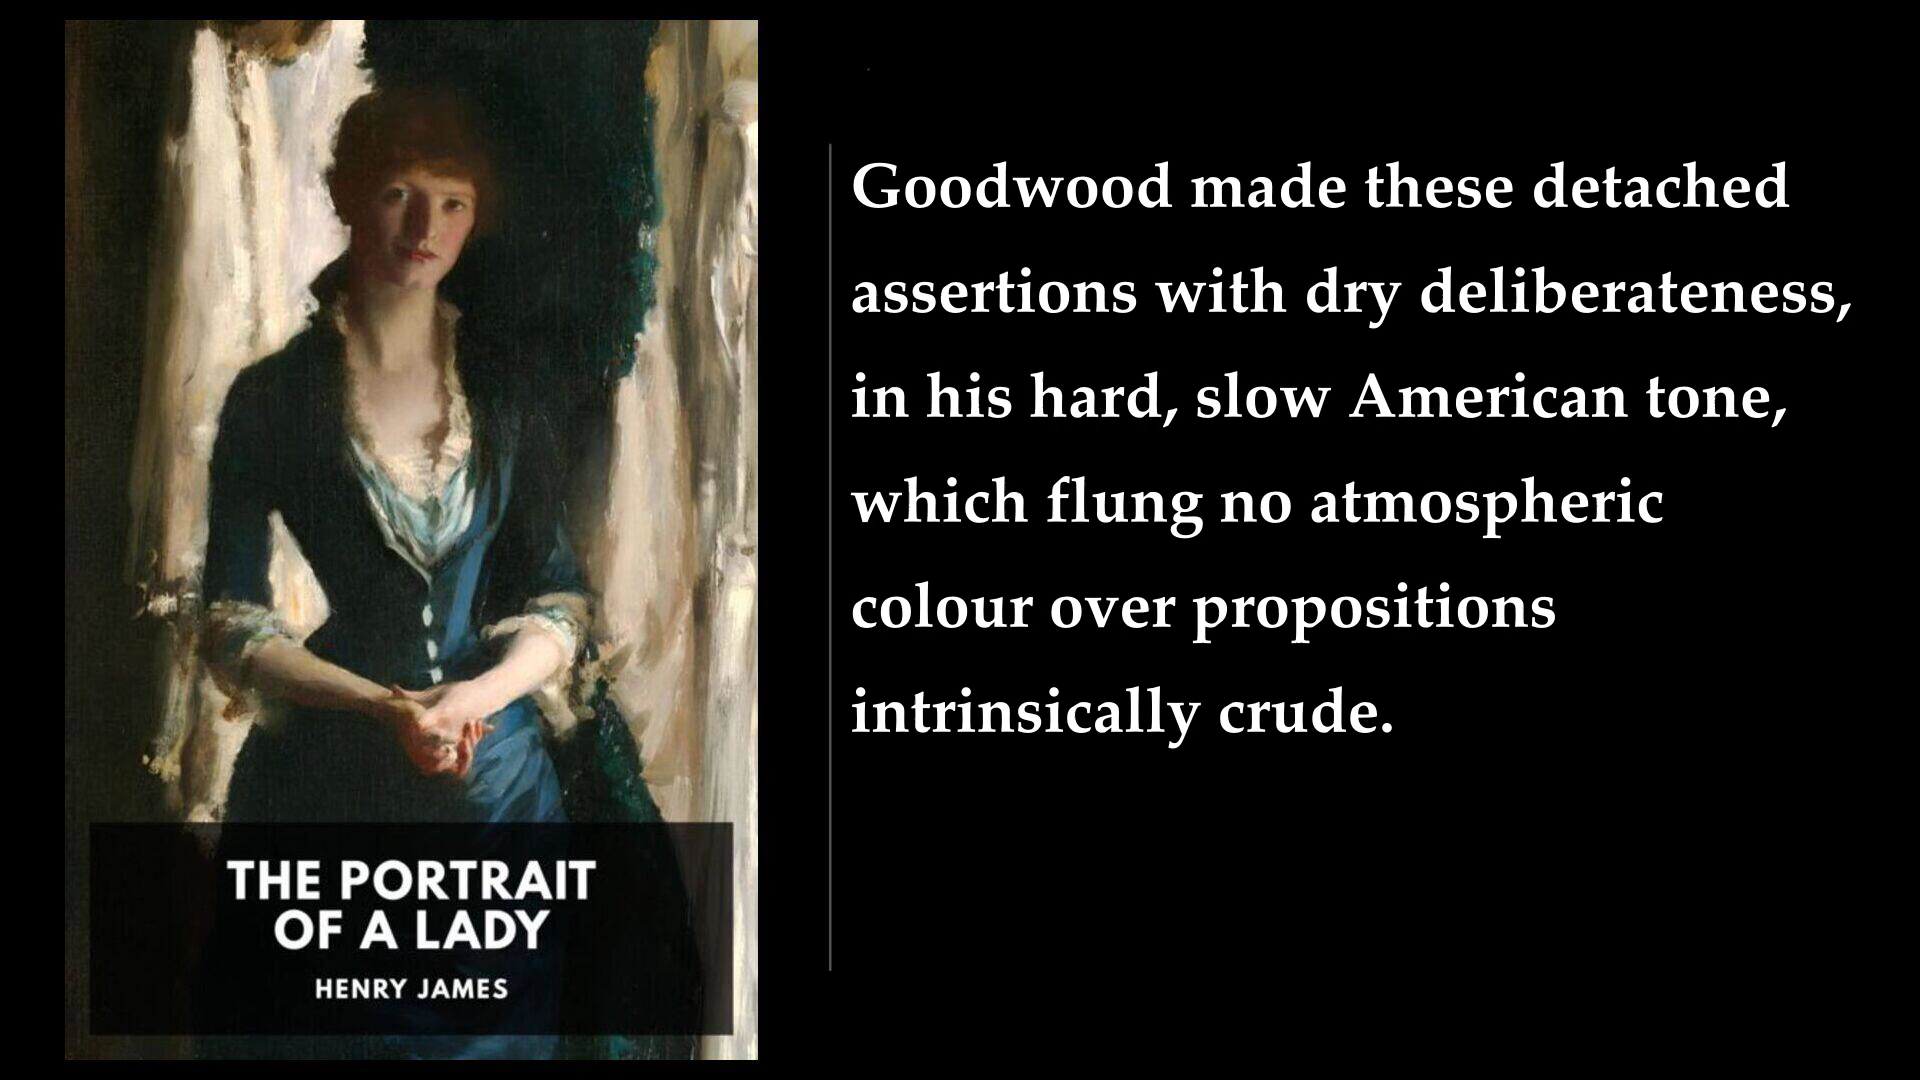 Goodwood made these detached
assertions with dry deliberateness,
in his hard, slow American tone,
which flung no atmospheric
colour over propositions
intrinsically crude.
THE PORTRAIT
OF A LADY
HENRY JAMES